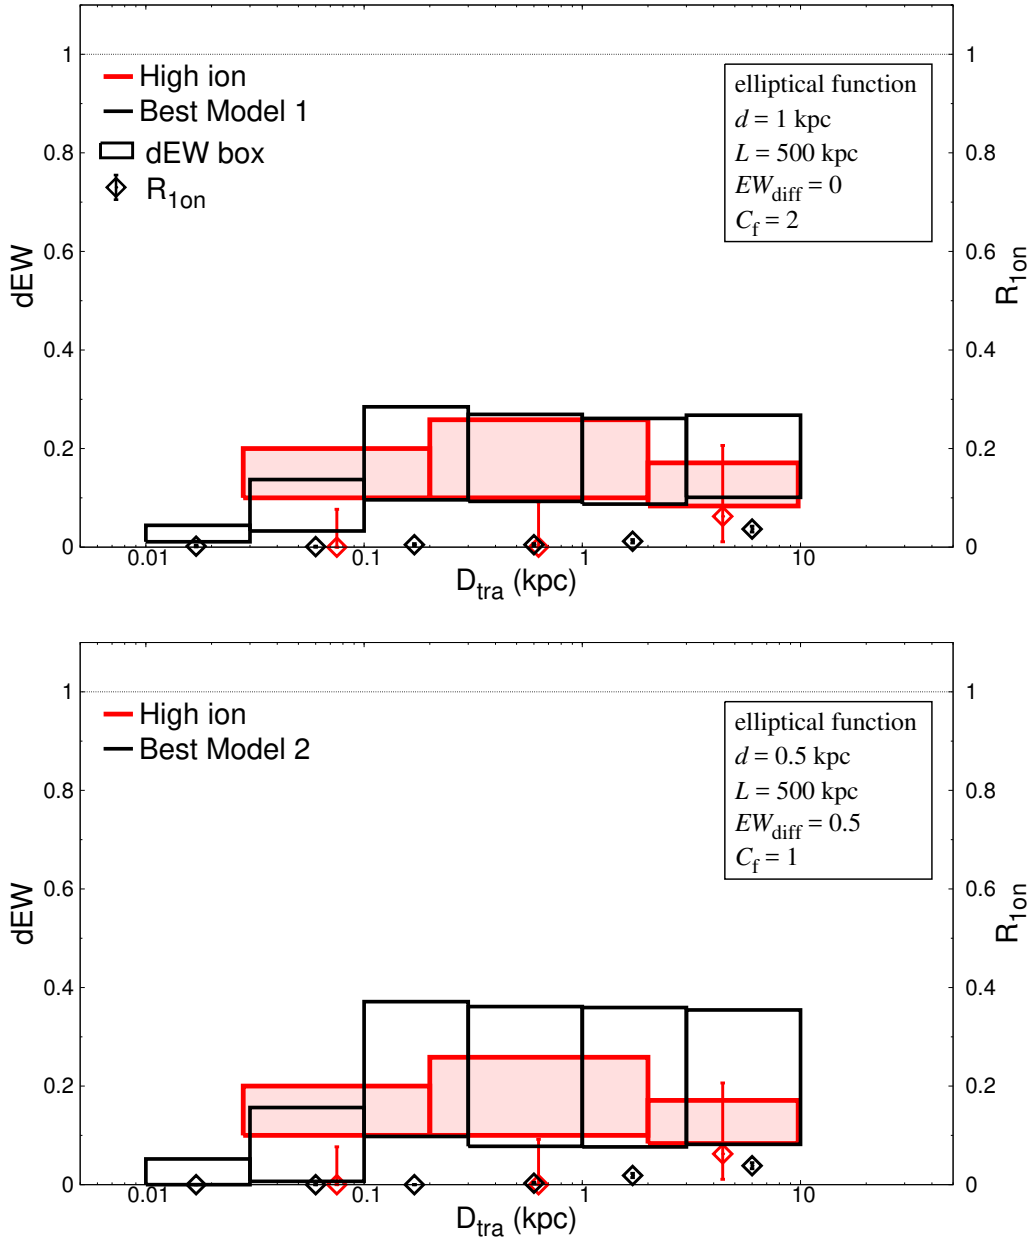 1
0.8
0.6
0.4
0.2
0
dEW
High ion
Best Model 1
dEW box
R1on
elliptical function
d = 1 kpc
L = 500 kpc
EWdiff = 0
Cf = 2
1
0.8
0.6
0.4
0.2
0
R1on
0.01 0.1 1 10
Dtra (kpc)
1
0.8
0.6
0.4
0.2
0
dEW
High ion
Best Model 2
elliptical function
d = 0.5 kpc
L = 500 kpc
EWdiff = 0.5
Cf = 1
1
0.8
0.6
0.4
0.2
0
R1on
0.01 0.1 1 10
Dtra (kpc)